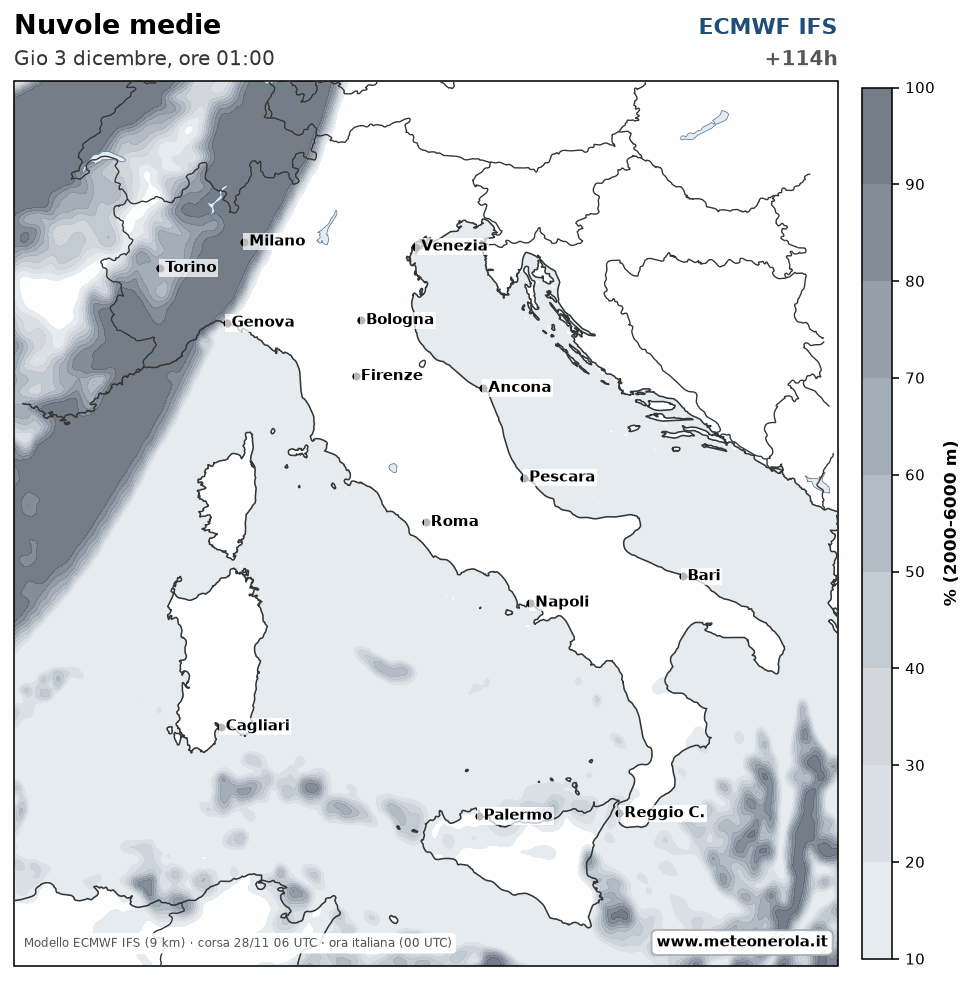 Nuvole medie
ECMWF IFS
Gio 3 dicembre, ore 01:00
+114h
100
90
80
70
60
50
40
30
20
10
% (2000-6000 m)
Milano
Venezia
Torino
Genova
Bologna
Firenze
Ancona
Pescara
Roma
Bari
Napoli
Cagliari
Palermo
Reggio C.
Modello ECMWF IFS (9 km) · corsa 28/11 06 UTC · ora italiana (00 UTC)
www.meteonerola.it